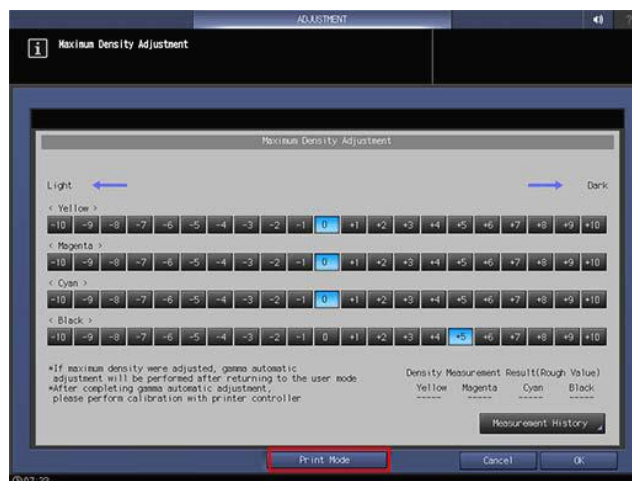 ADJUSTMENT
?
i Maximum Density Adjustment
Maximum Density Adjustment
Light
Dark
< Yellow >
-10 -9 -8 -7 -6 -5 -4 -3 -2 -1 0 +1 +2 +3 +4 +5 +6 +7 +8 +9 +10
< Magenta >
-10 -9 -8 -7 -6 -5 -4 -3 -2 -1 0 +1 +2 +3 +4 +5 +6 +7 +8 +9 +10
< Cyan >
-10 -9 -8 -7 -6 -5 -4 -3 -2 -1 0 +1 +2 +3 +4 +5 +6 +7 +8 +9 +10
< Black >
-10 -9 -8 -7 -6 -5 -4 -3 -2 -1 0 +1 +2 +3 +4 +5 +6 +7 +8 +9 +10
*If maximum density were adjusted, gamma automatic
adjustment will be performed after returning to the user mode
*After completing gamma automatic adjustment,
please perform calibration with printer controller
Density Measurement Result(Rough Value)
Yellow Magenta Cyan Black
----- ----- ----- -----
Measurement History
Print Mode
Cancel
OK